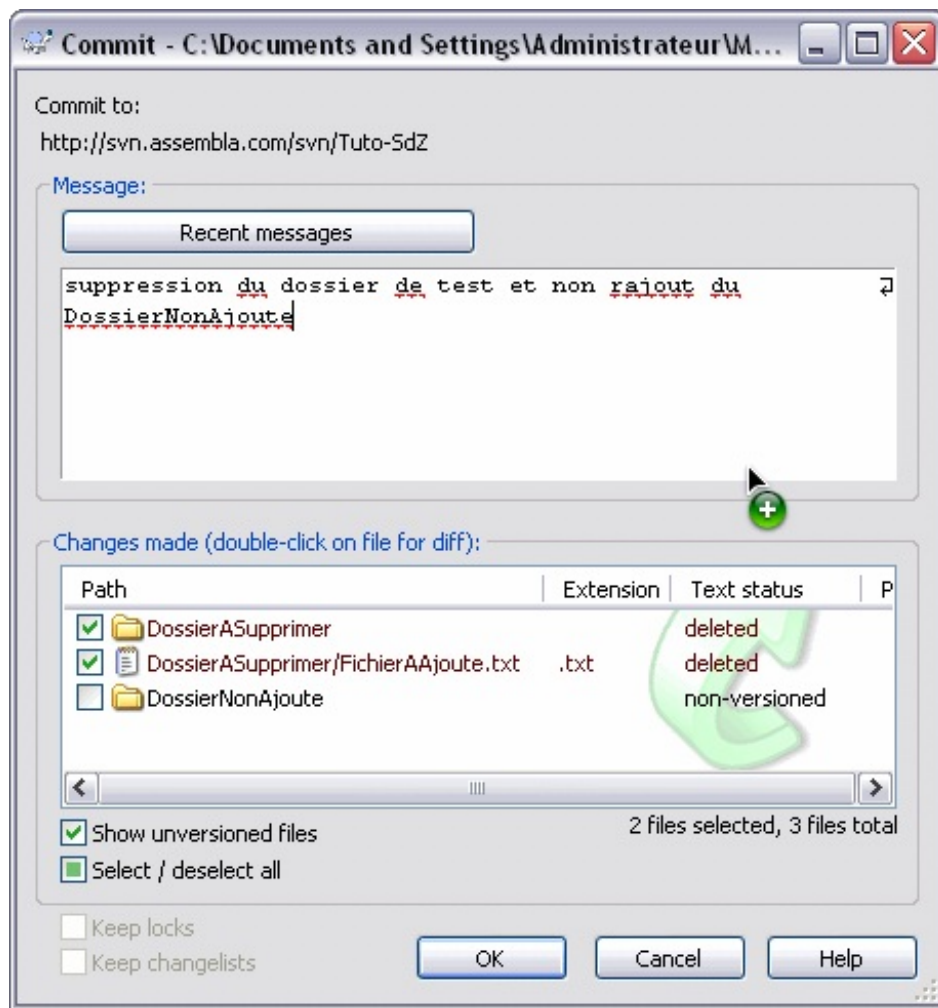 Commit - C:\Documents and Settings\Administrateur\M...
Commit to:
http://svn.assembla.com/svn/Tuto-SdZ
Message:
Recent messages
suppression du dossier de test et non rajout du
DossierNonAjoute
Changes made (double-click on file for diff):
Path Extension Text status P
DossierASupprimer deleted
DossierASupprimer/FichierAAjoute.txt .txt deleted
DossierNonAjoute non-versioned
Show unversioned files 2 files selected, 3 files total
Select / deselect all
Keep locks
Keep changelists
OK Cancel Help